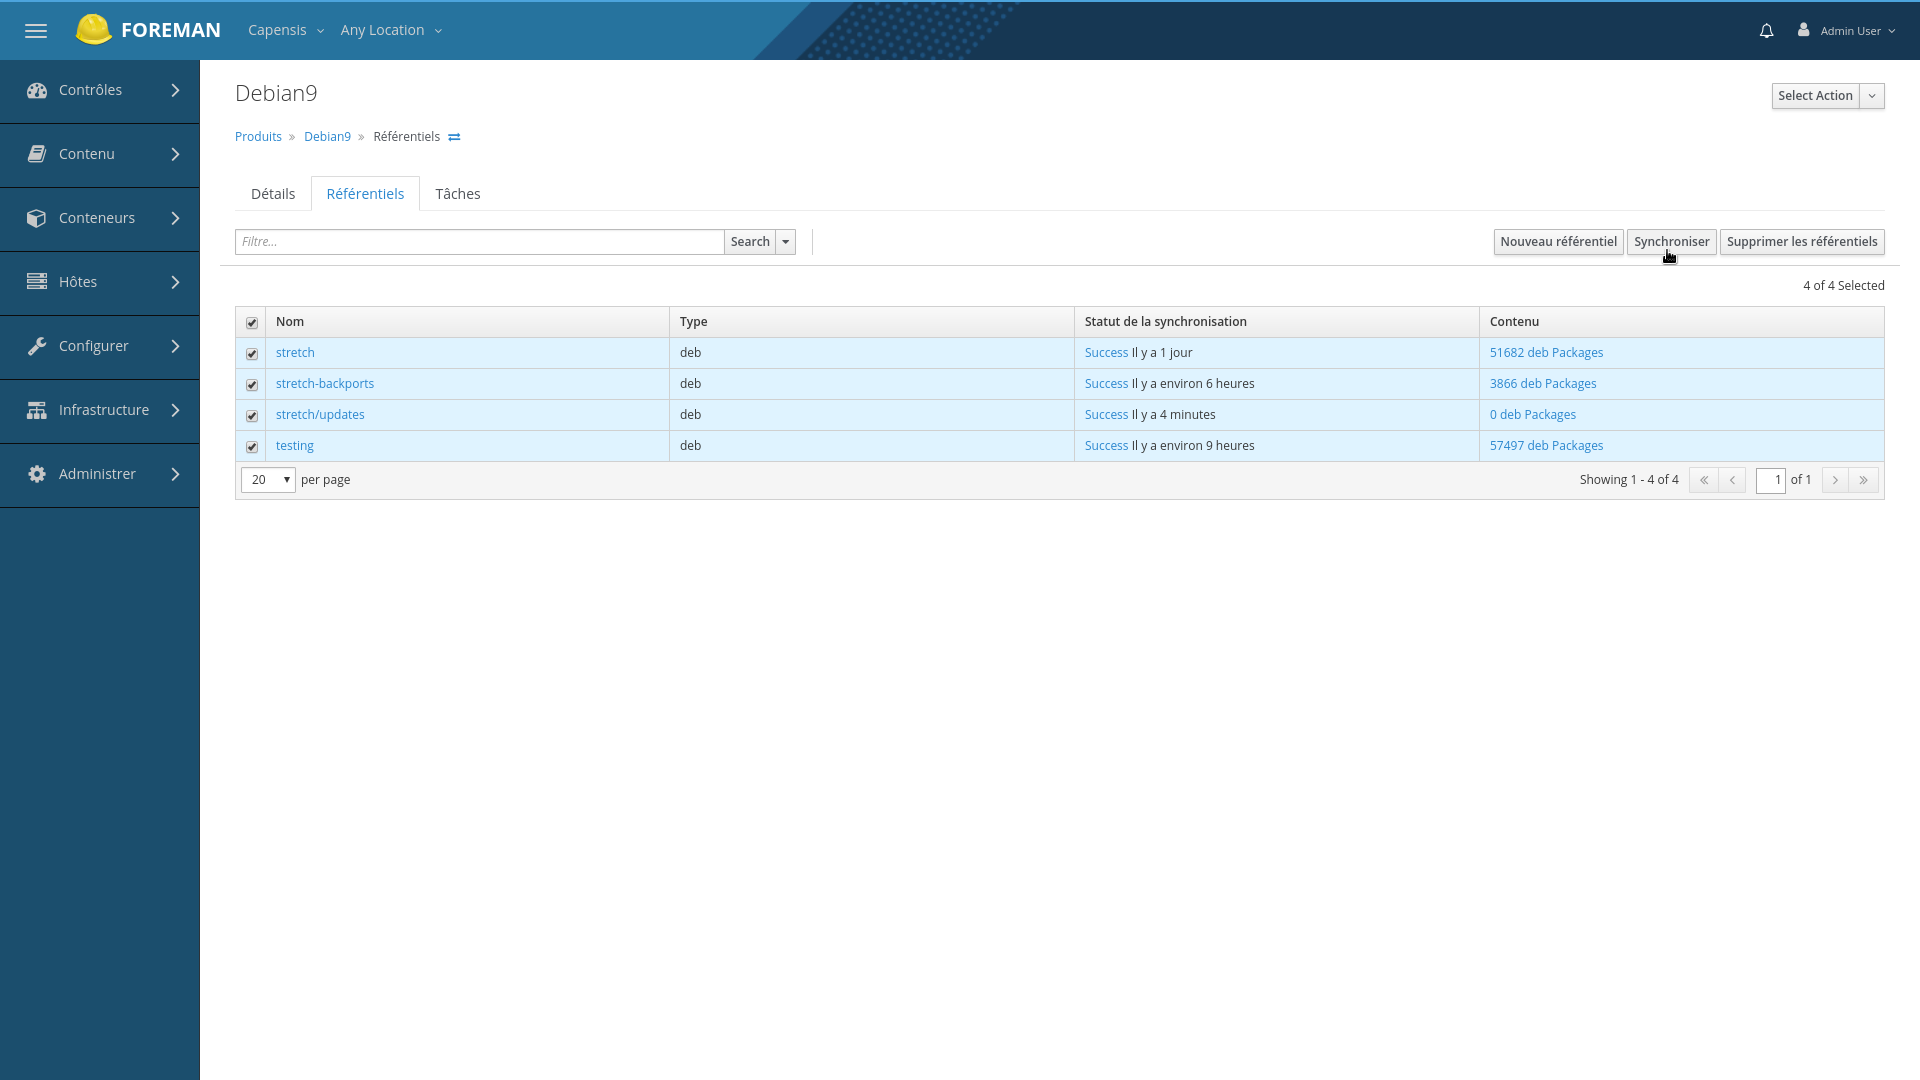 FOREMAN Capensis Any Location Admin User
Contrôles
Contenu
Conteneurs
Hôtes
Configurer
Infrastructure
Administrer
Debian9
Select Action
Produits » Debian9 » Référentiels
Détails Référentiels Tâches
Filtre... Search Nouveau référentiel Synchroniser Supprimer les référentiels
4 of 4 Selected
Nom Type Statut de la synchronisation Contenu
stretch deb Success Il y a 1 jour 51682 deb Packages
stretch-backports deb Success Il y a environ 6 heures 3866 deb Packages
stretch/updates deb Success Il y a 4 minutes 0 deb Packages
testing deb Success Il y a environ 9 heures 57497 deb Packages
20 per page Showing 1 - 4 of 4 « ‹ 1 of 1 › »